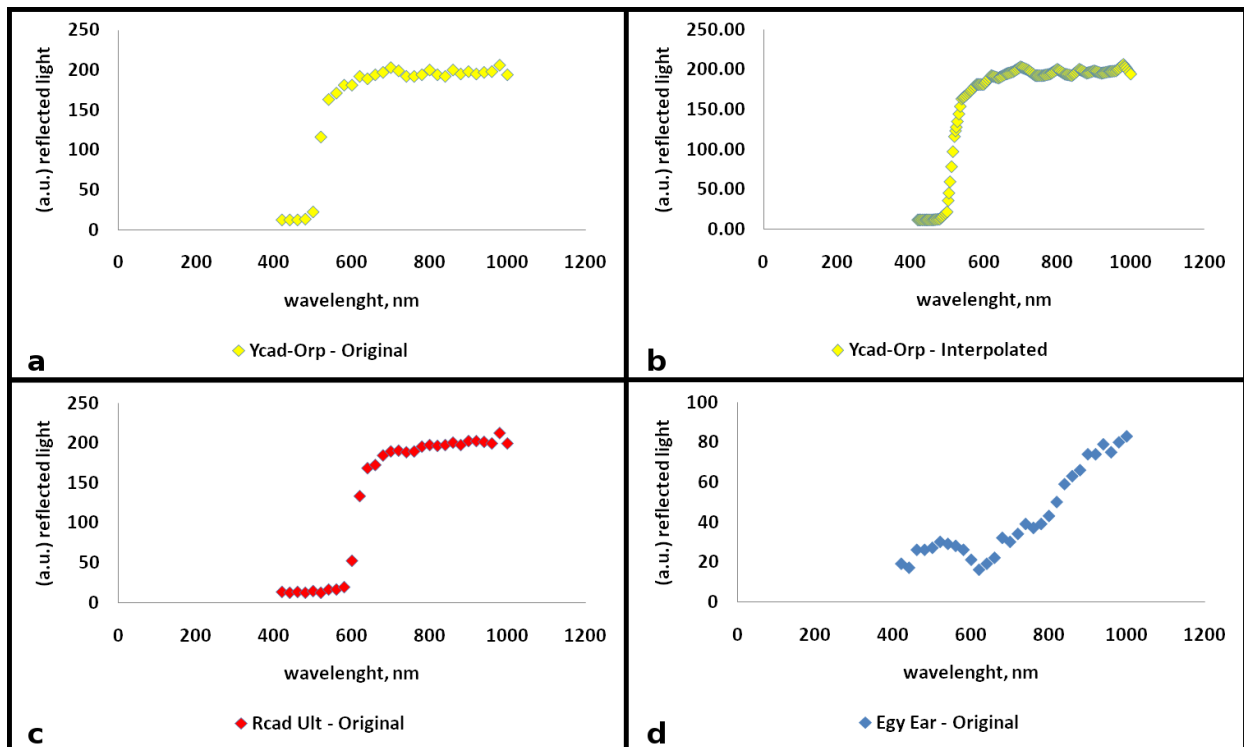 250
200
150
100
50
0
(a.u.) reflected light
0 200 400 600 800 1000 1200
wavelenght, nm
Ycad-Orp - Original
a
250.00
200.00
150.00
100.00
50.00
0.00
(a.u.) reflected light
0 200 400 600 800 1000 1200
wavelenght, nm
Ycad-Orp - Interpolated
b
250
200
150
100
50
0
(a.u.) reflected light
0 200 400 600 800 1000 1200
wavelenght, nm
Rcad Ult - Original
c
100
80
60
40
20
0
(a.u.) reflected light
0 200 400 600 800 1000 1200
wavelenght, nm
Egy Ear - Original
d